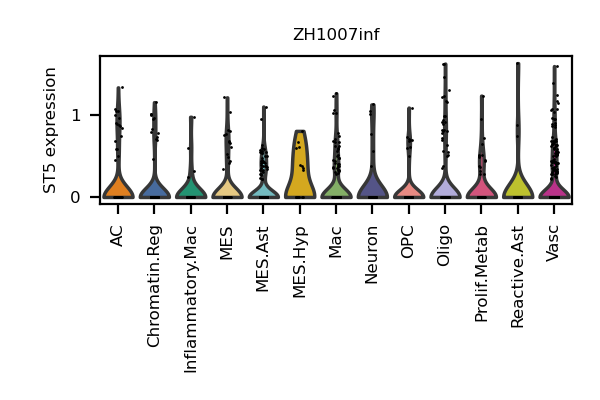 ZH1007inf
ST5 expression
1
0
AC
Chromatin.Reg
Inflammatory.Mac
MES
MES.Ast
MES.Hyp
Mac
Neuron
OPC
Oligo
Prolif.Metab
Reactive.Ast
Vasc